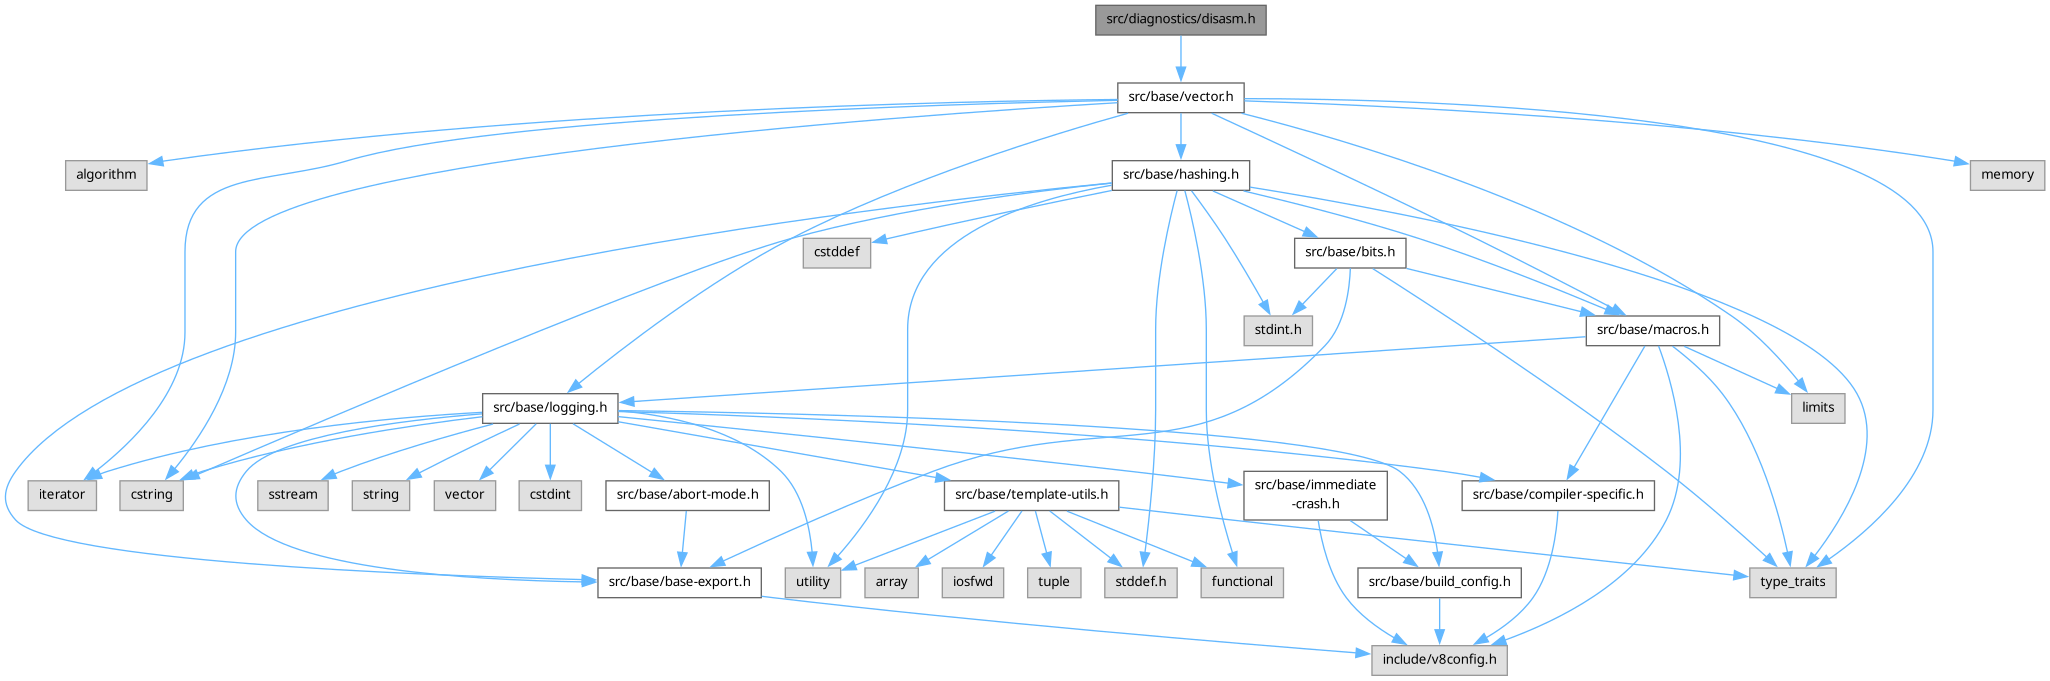 src/diagnostics/disasm.h
src/base/vector.h
algorithm
src/base/hashing.h
memory
cstddef
src/base/bits.h
stdint.h
src/base/macros.h
src/base/logging.h
limits
iterator
cstring
sstream
string
vector
cstdint
src/base/abort-mode.h
src/base/template-utils.h
src/base/immediate
-crash.h
src/base/compiler-specific.h
src/base/base-export.h
utility
array
iosfwd
tuple
stddef.h
functional
src/base/build_config.h
type_traits
include/v8config.h